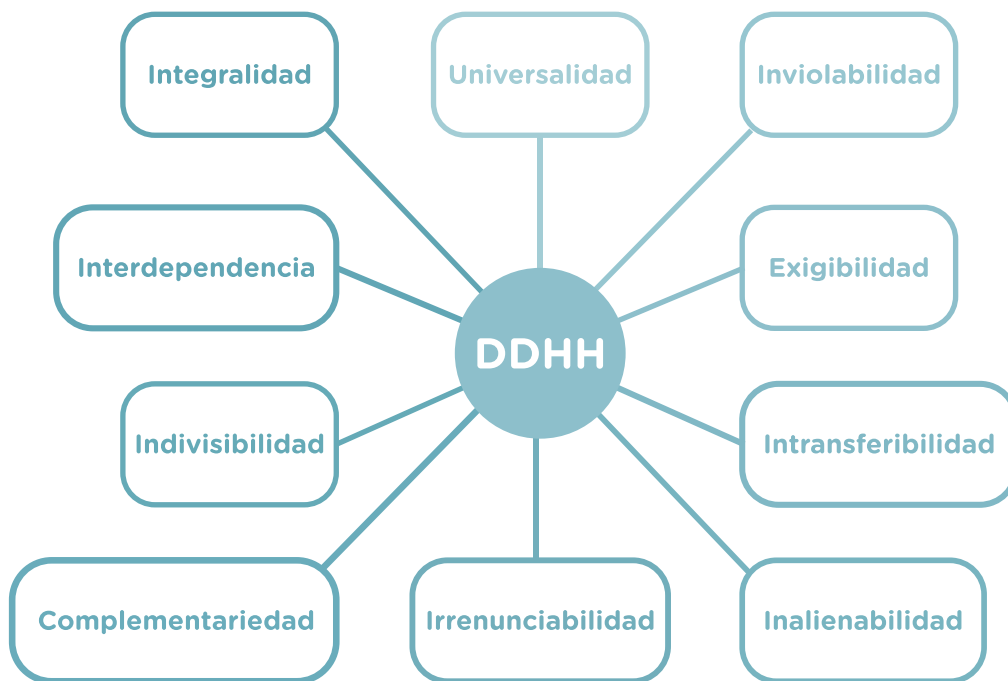 Integralidad
Universalidad
Inviolabilidad
Interdependencia
Exigibilidad
DDHH
Indivisibilidad
Intransferibilidad
Complementariedad
Irrenunciabilidad
Inalienabilidad